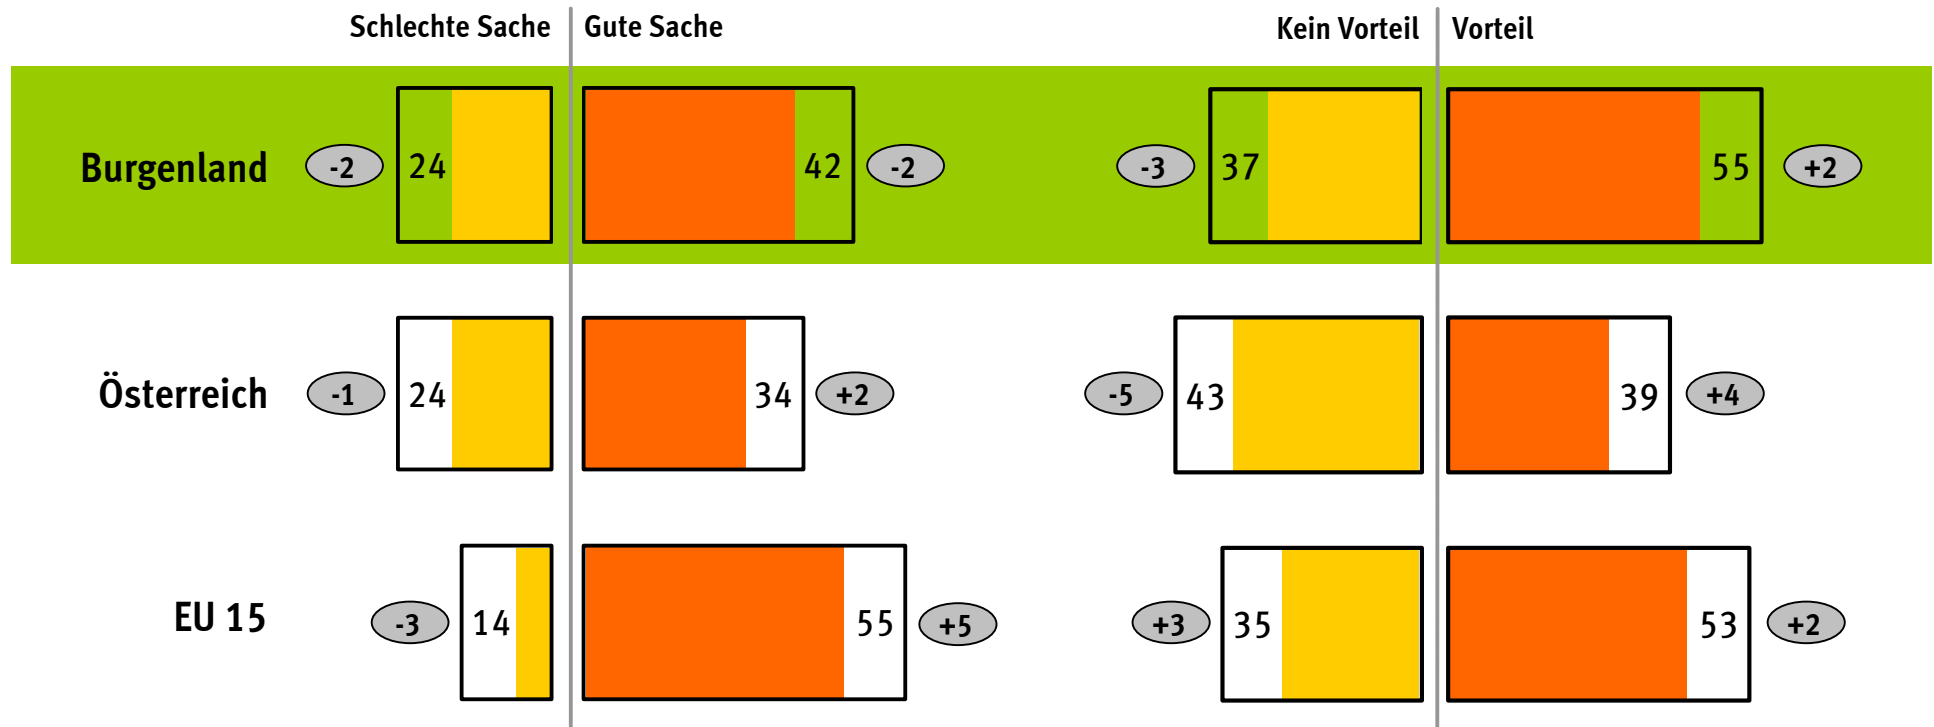 Schlechte Sache Gute Sache Kein Vorteil Vorteil
Burgenland -2 24 42 -2 -3 37 55 +2
Österreich -1 24 34 +2 -5 43 39 +4
EU 15 -3 14 55 +5 +3 35 53 +2